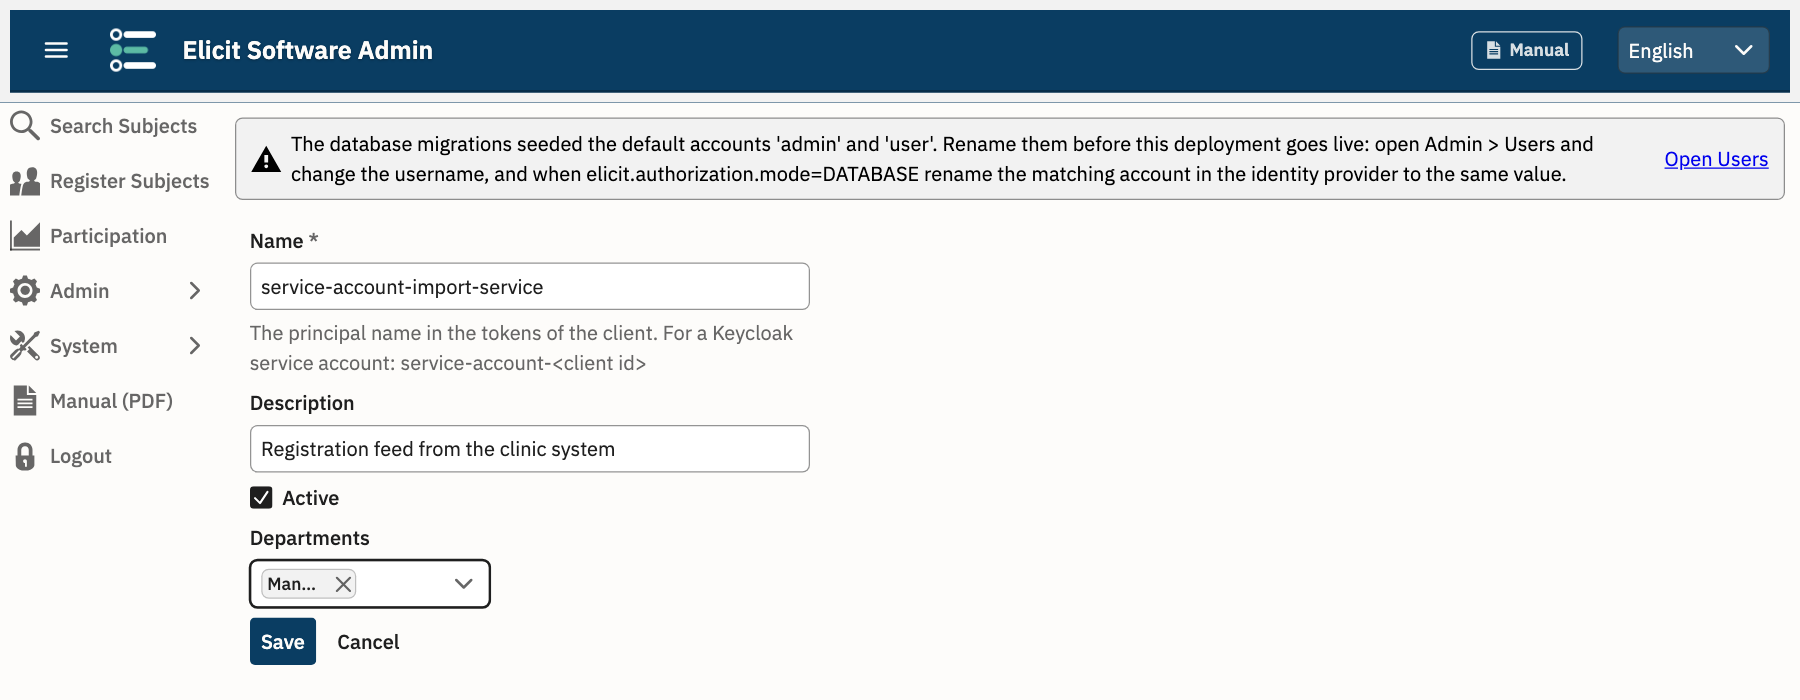 Elicit Software Admin
Manual
English
Search Subjects
Register Subjects
Participation
Admin
System
Manual (PDF)
Logout
The database migrations seeded the default accounts 'admin' and 'user'. Rename them before this deployment goes live: open Admin > Users and
change the username, and when elicit.authorization.mode=DATABASE rename the matching account in the identity provider to the same value.
Open Users
Name *
service-account-import-service
The principal name in the tokens of the client. For a Keycloak
service account: service-account-<client id>
Description
Registration feed from the clinic system
Active
Departments
Man...
Save
Cancel